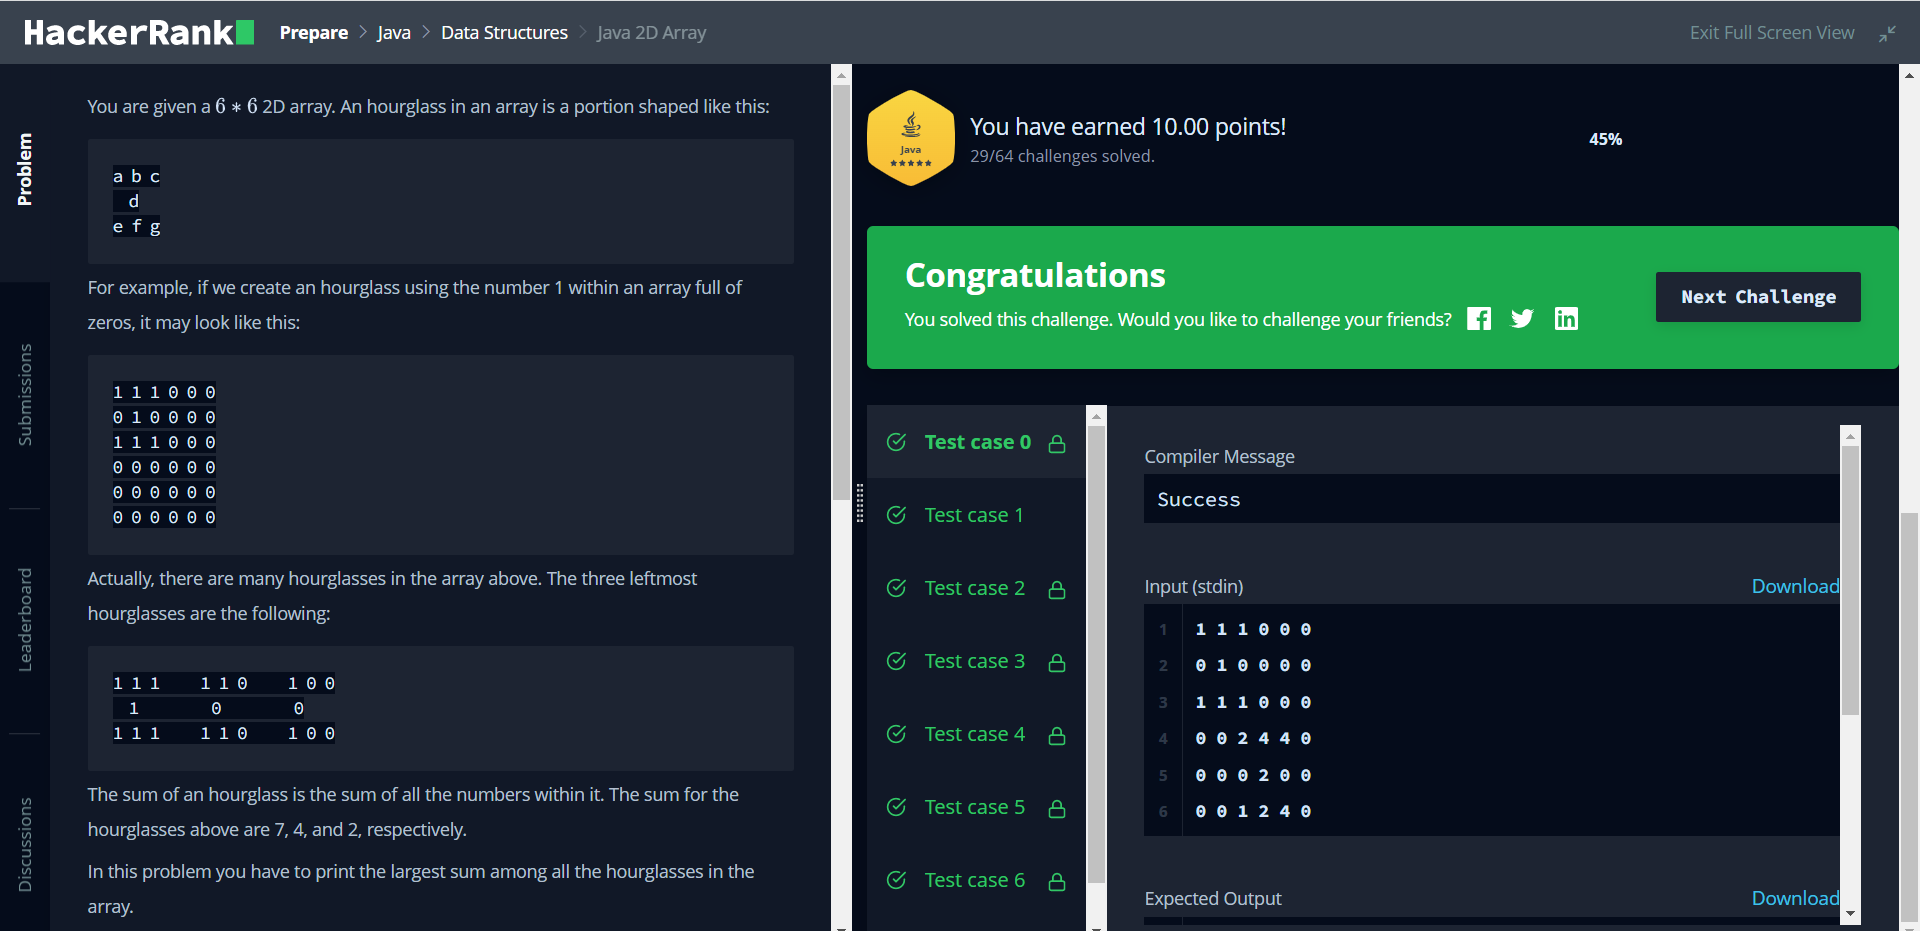 HackerRank Prepare > Java > Data Structures > Java 2D Array Exit Full Screen View
Problem
Submissions
Leaderboard
Discussions
You are given a 6 * 6 2D array. An hourglass in an array is a portion shaped like this:
a b c
d
e f g
For example, if we create an hourglass using the number 1 within an array full of
zeros, it may look like this:
1 1 1 0 0 0
0 1 0 0 0 0
1 1 1 0 0 0
0 0 0 0 0 0
0 0 0 0 0 0
0 0 0 0 0 0
Actually, there are many hourglasses in the array above. The three leftmost
hourglasses are the following:
1 1 1 1 1 0 1 0 0
1 0 0
1 1 1 1 1 0 1 0 0
The sum of an hourglass is the sum of all the numbers within it. The sum for the
hourglasses above are 7, 4, and 2, respectively.
In this problem you have to print the largest sum among all the hourglasses in the
array.
Java
You have earned 10.00 points!
29/64 challenges solved.
45%
Congratulations
You solved this challenge. Would you like to challenge your friends?
Next Challenge
Test case 0
Test case 1
Test case 2
Test case 3
Test case 4
Test case 5
Test case 6
Compiler Message
Success
Input (stdin) Download
1 1 1 1 0 0 0
2 0 1 0 0 0 0
3 1 1 1 0 0 0
4 0 0 2 4 4 0
5 0 0 0 2 0 0
6 0 0 1 2 4 0
Expected Output Download